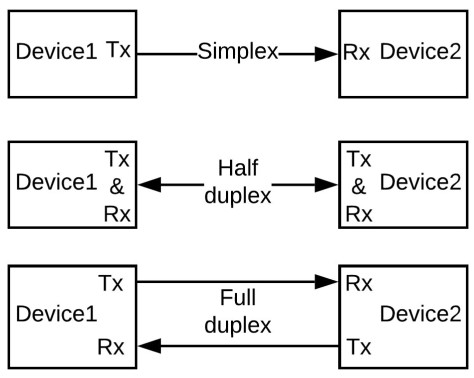 Device1 Tx Simplex Rx Device2
Tx Tx
Device1 & Half duplex & Device2
Rx Rx
Tx Rx
Device1 Full duplex Device2
Rx Tx